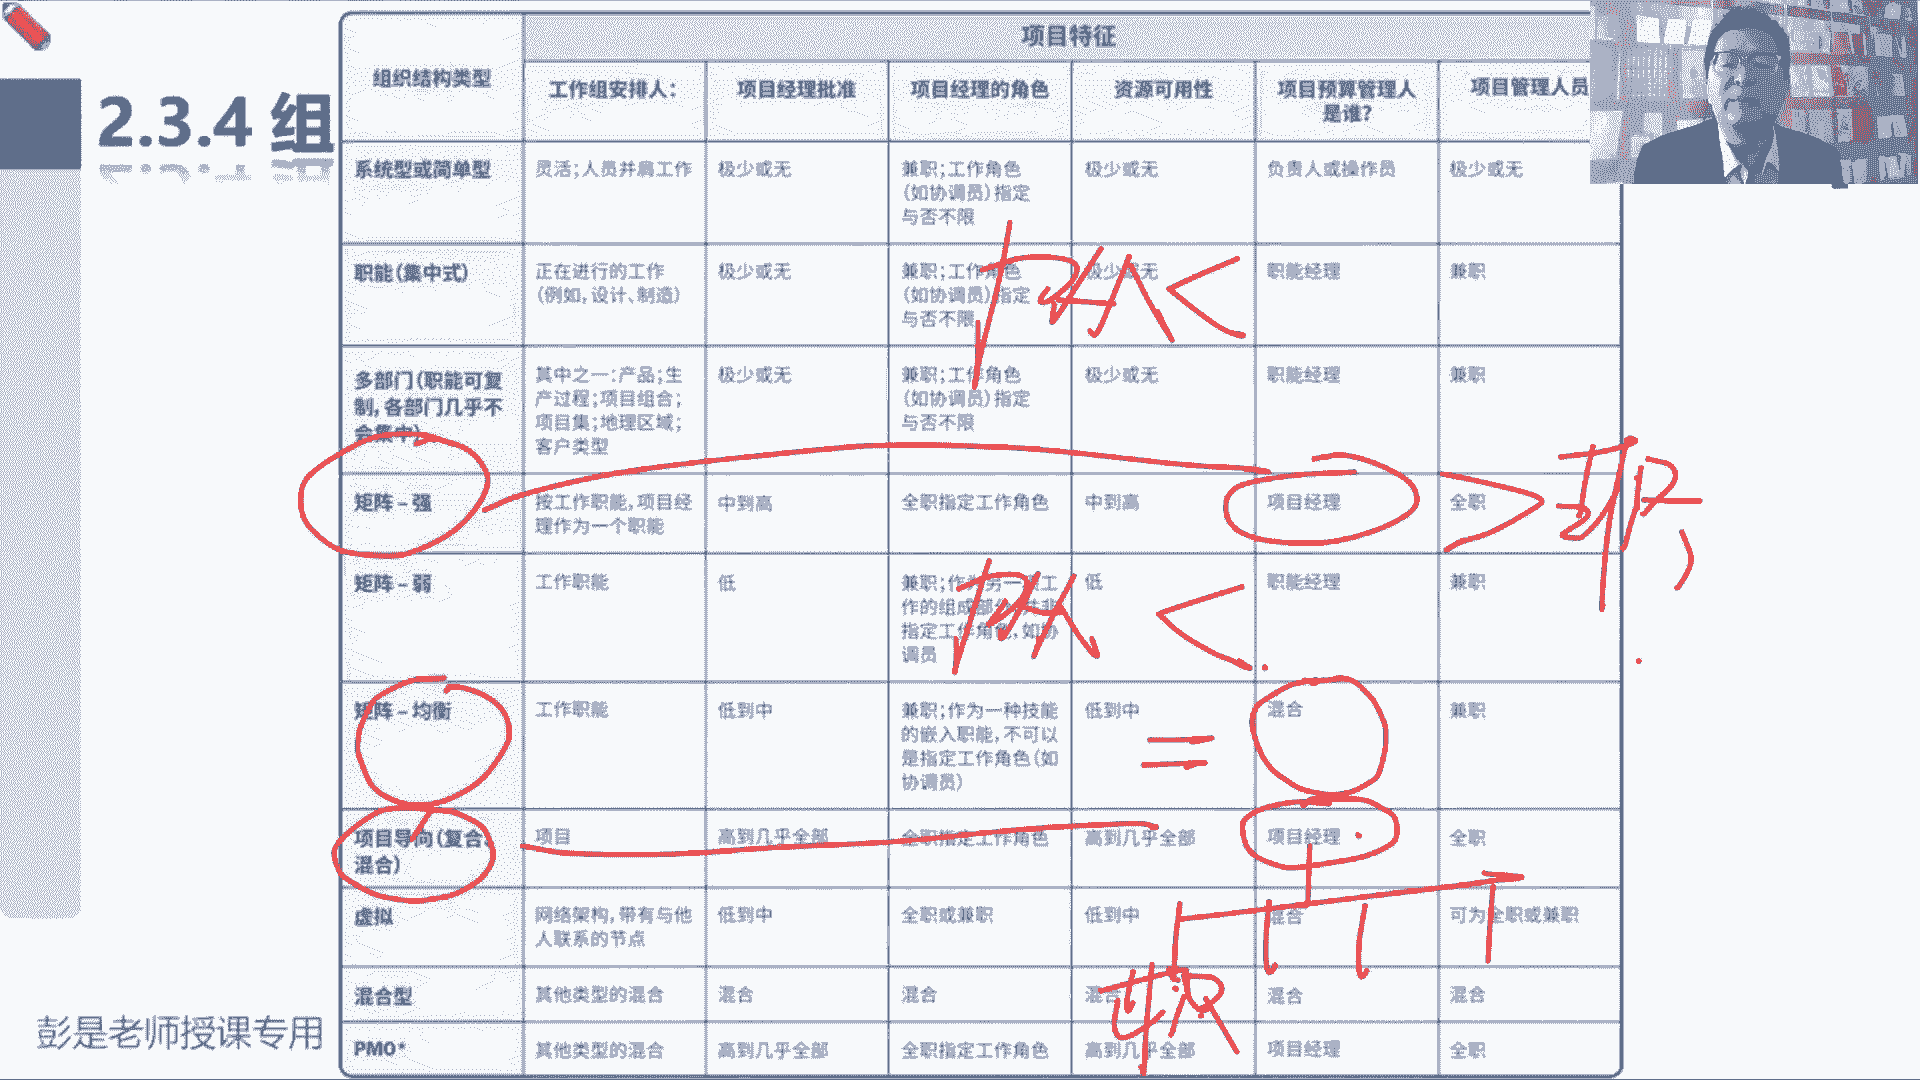 2.3.4 组
项目特征
组织结构类型
工作组安排人：
项目经理批准
项目经理的角色
资源可用性
项目预算管理人
是谁？
项目管理人员
系统型或简单型
灵活；人员并肩工作
极少或无
兼职；工作角色
（如协调员）指定
与否不限
极少或无
负责人或操作员
极少或无
职能（集中式）
正在进行的工作
（例如，设计、制造）
极少或无
兼职；工作角色
（如协调员）指定
与否不限
极少或无
职能经理
兼职
多部门（职能可复
制，各部门几乎不
会集中）
其中之一：产品；生
产过程；项目组合；
项目集；地理区域；
客户类型
极少或无
兼职；工作角色
（如协调员）指定
与否不限
极少或无
职能经理
兼职
矩阵－强
按工作职能，项目经
理作为一个职能
中到高
全职指定工作角色
中到高
项目经理
全职
矩阵－弱
工作职能
低
兼职；作为另一项工
作的组成部分，并非
指定工作角色，如协
调员
低
职能经理
兼职
矩阵－均衡
工作职能
低到中
兼职；作为一种技能
的嵌入职能，不可以
是指定工作角色（如
协调员）
低到中
混合
兼职
项目导向（复合、
混合）
项目
高到几乎全部
全职指定工作角色
高到几乎全部
项目经理
全职
虚拟
网络架构，带有与他
人联系的节点
低到中
全职或兼职
低到中
混合
可为全职或兼职
混合型
其他类型的混合
混合
混合
混合
混合
混合
PMO*
其他类型的混合
高到几乎全部
全职指定工作角色
高到几乎全部
项目经理
全职
彭是老师授课专用